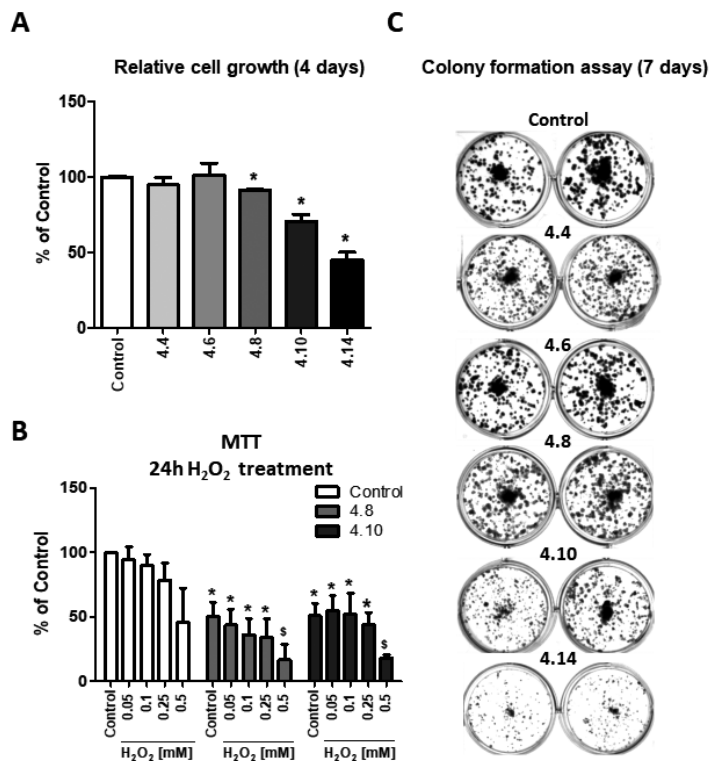 A
Relative cell growth (4 days)
150
100
50
0
% of Control
* * *
Control 4.4 4.6 4.8 4.10 4.14
B
MTT
24h H₂O₂ treatment
Control
4.8
4.10
150
100
50
0
% of Control
* * * * $ * * * * $
Control 0.05 0.1 0.25 0.5 Control 0.05 0.1 0.25 0.5 Control 0.05 0.1 0.25 0.5
H₂O₂ [mM] H₂O₂ [mM] H₂O₂ [mM]
C
Colony formation assay (7 days)
Control
4.4
4.6
4.8
4.10
4.14